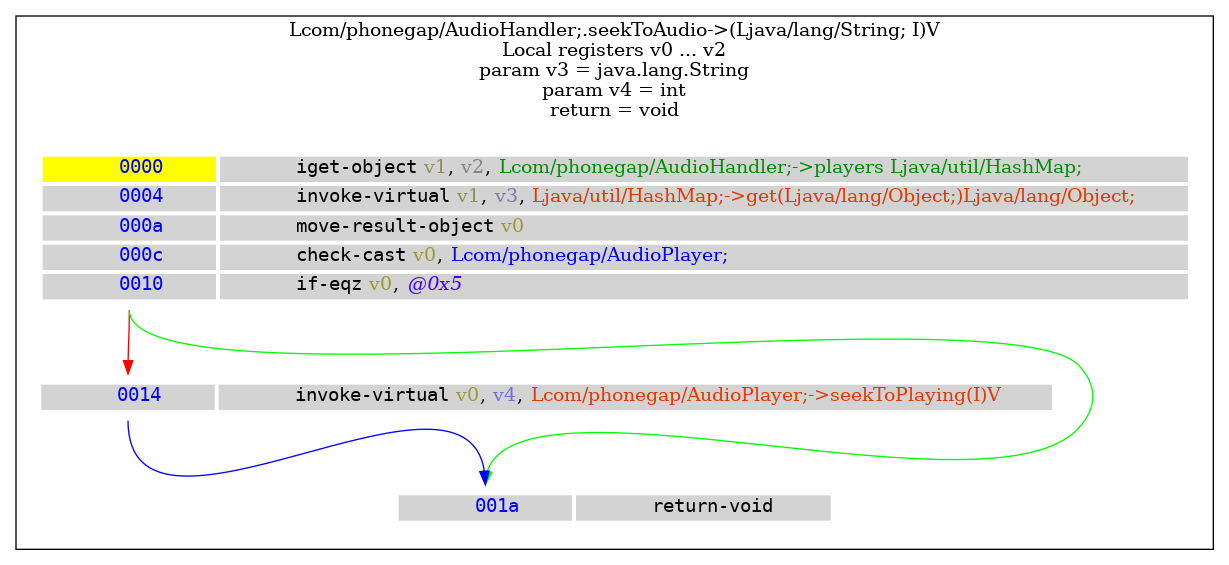 Lcom/phonegap/AudioHandler;.seekToAudio->(Ljava/lang/String; I)V
Local registers v0 ... v2
param v3 = java.lang.String
param v4 = int
return = void
0000 iget-object v1, v2, Lcom/phonegap/AudioHandler;->players Ljava/util/HashMap;
0004 invoke-virtual v1, v3, Ljava/util/HashMap;->get(Ljava/lang/Object;)Ljava/lang/Object;
000a move-result-object v0
000c check-cast v0, Lcom/phonegap/AudioPlayer;
0010 if-eqz v0, @0x5
0014 invoke-virtual v0, v4, Lcom/phonegap/AudioPlayer;->seekToPlaying(I)V
001a return-void